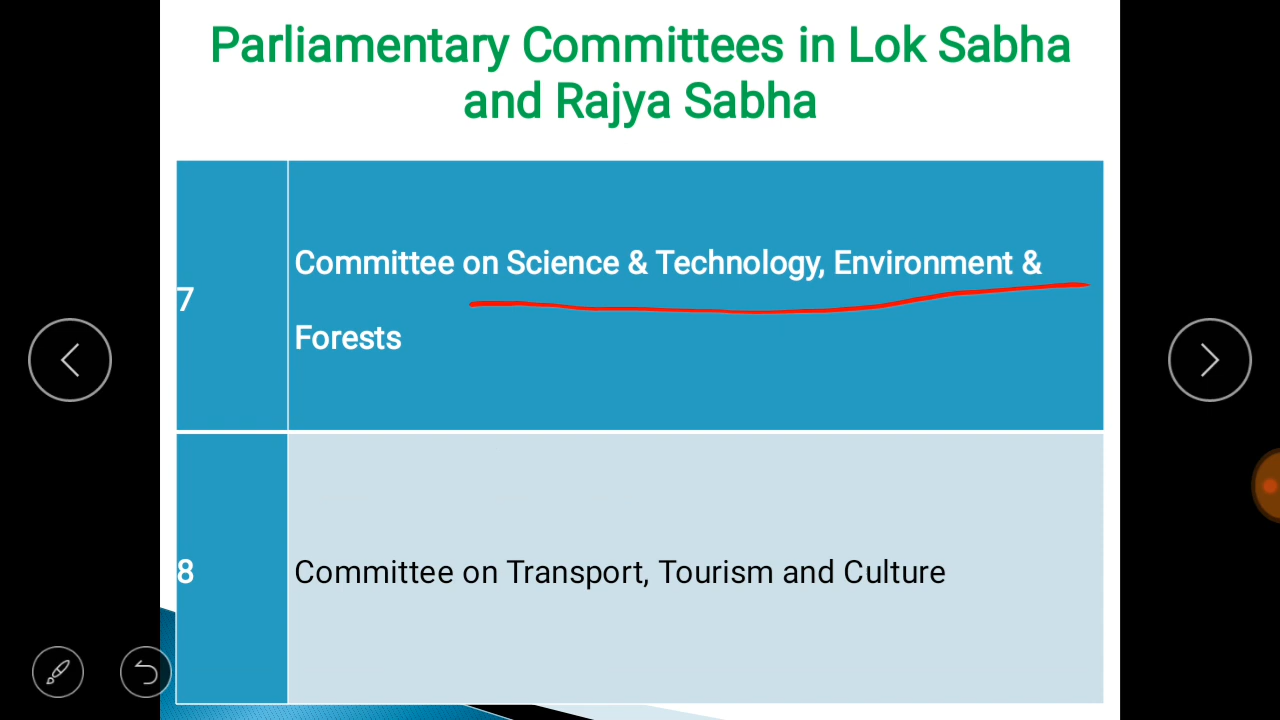 Parliamentary Committees in Lok Sabha
and Rajya Sabha
7
Committee on Science & Technology, Environment &
Forests
8
Committee on Transport, Tourism and Culture